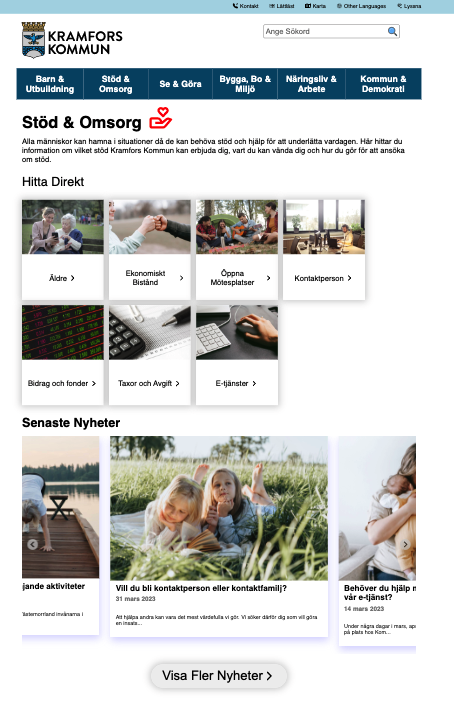 Kontakt Lättläst Karta Other Languages Lyssna
KRAMFORS
KOMMUN
Ange Sökord
Barn &
Utbuildning
Stöd &
Omsorg
Se & Göra
Bygga, Bo &
Miljö
Näringsliv &
Arbete
Kommun &
Demokrati
Stöd & Omsorg
Alla människor kan hamna i situationer då de kan behöva stöd och hjälp för att underlätta vardagen. Här hittar du
information om vilket stöd Kramfors Kommun kan erbjuda dig, vart du kan vända dig och hur du gör för att ansöka
om stöd.
Hitta Direkt
Äldre
Ekonomiskt
Bistånd
Öppna
Mötesplatser
Kontaktperson
Bidrag och fonder
Taxor och Avgift
E-tjänster
Senaste Nyheter
jande aktiviteter
ästernorrland invånarna i
Vill du bli kontaktperson eller kontaktfamilj?
31 mars 2023
Att hjälpa andra kan vara det mest värdefulla vi gör. Vi söker därför dig som vill göra
en insats...
Behöver du hjälp m
vår e-tjänst?
14 mars 2023
Under några dagar i mars, apr
på plats hos Kom...
Visa Fler Nyheter